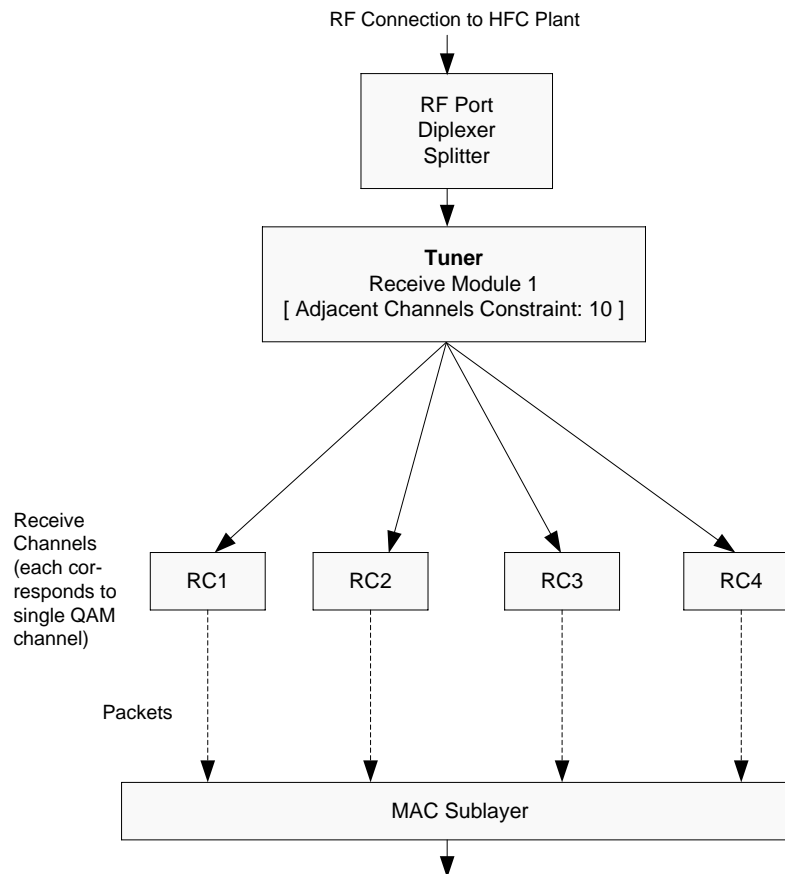 RF Connection to HFC Plant
RF Port
Diplexer
Splitter
Tuner
Receive Module 1
[ Adjacent Channels Constraint: 10 ]
Receive
Channels
(each cor-
responds to
single QAM
channel)
RC1
RC2
RC3
RC4
Packets
MAC Sublayer